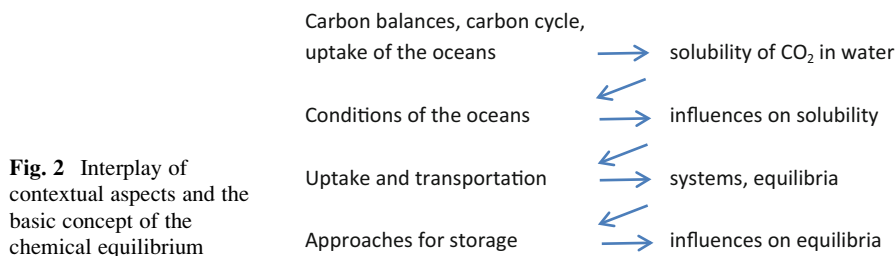 Carbon balances, carbon cycle,
uptake of the oceans solubility of CO₂ in water
Conditions of the oceans influences on solubility
Uptake and transportation systems, equilibria
Approaches for storage influences on equilibria
Fig. 2 Interplay of
contextual aspects and the
basic concept of the
chemical equilibrium